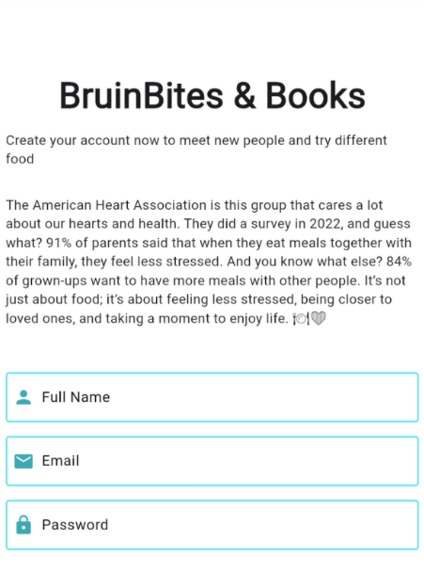 BruinBites & Books
Create your account now to meet new people and try different
food
The American Heart Association is this group that cares a lot
about our hearts and health. They did a survey in 2022, and guess
what? 91% of parents said that when they eat meals together with
their family, they feel less stressed. And you know what else? 84%
of grown-ups want to have more meals with other people. It's not
just about food; it's about feeling less stressed, being closer to
loved ones, and taking a moment to enjoy life. 🍽️💖
Full Name
Email
Password